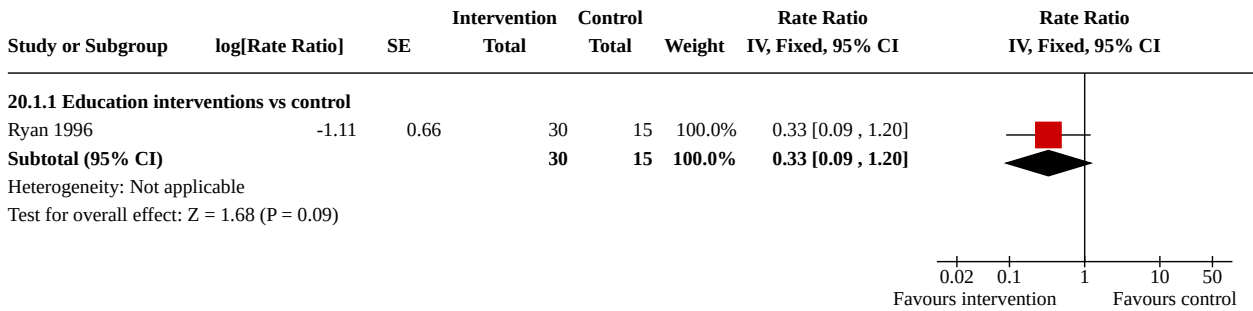 Intervention Control Rate Ratio Rate Ratio
Study or Subgroup log[Rate Ratio] SE Total Total Weight IV, Fixed, 95% CI IV, Fixed, 95% CI
20.1.1 Education interventions vs control
Ryan 1996 -1.11 0.66 30 15 100.0% 0.33 [0.09 , 1.20]
Subtotal (95% CI) 30 15 100.0% 0.33 [0.09 , 1.20]
Heterogeneity: Not applicable
Test for overall effect: Z = 1.68 (P = 0.09)
0.02 0.1 1 10 50
Favours intervention Favours control